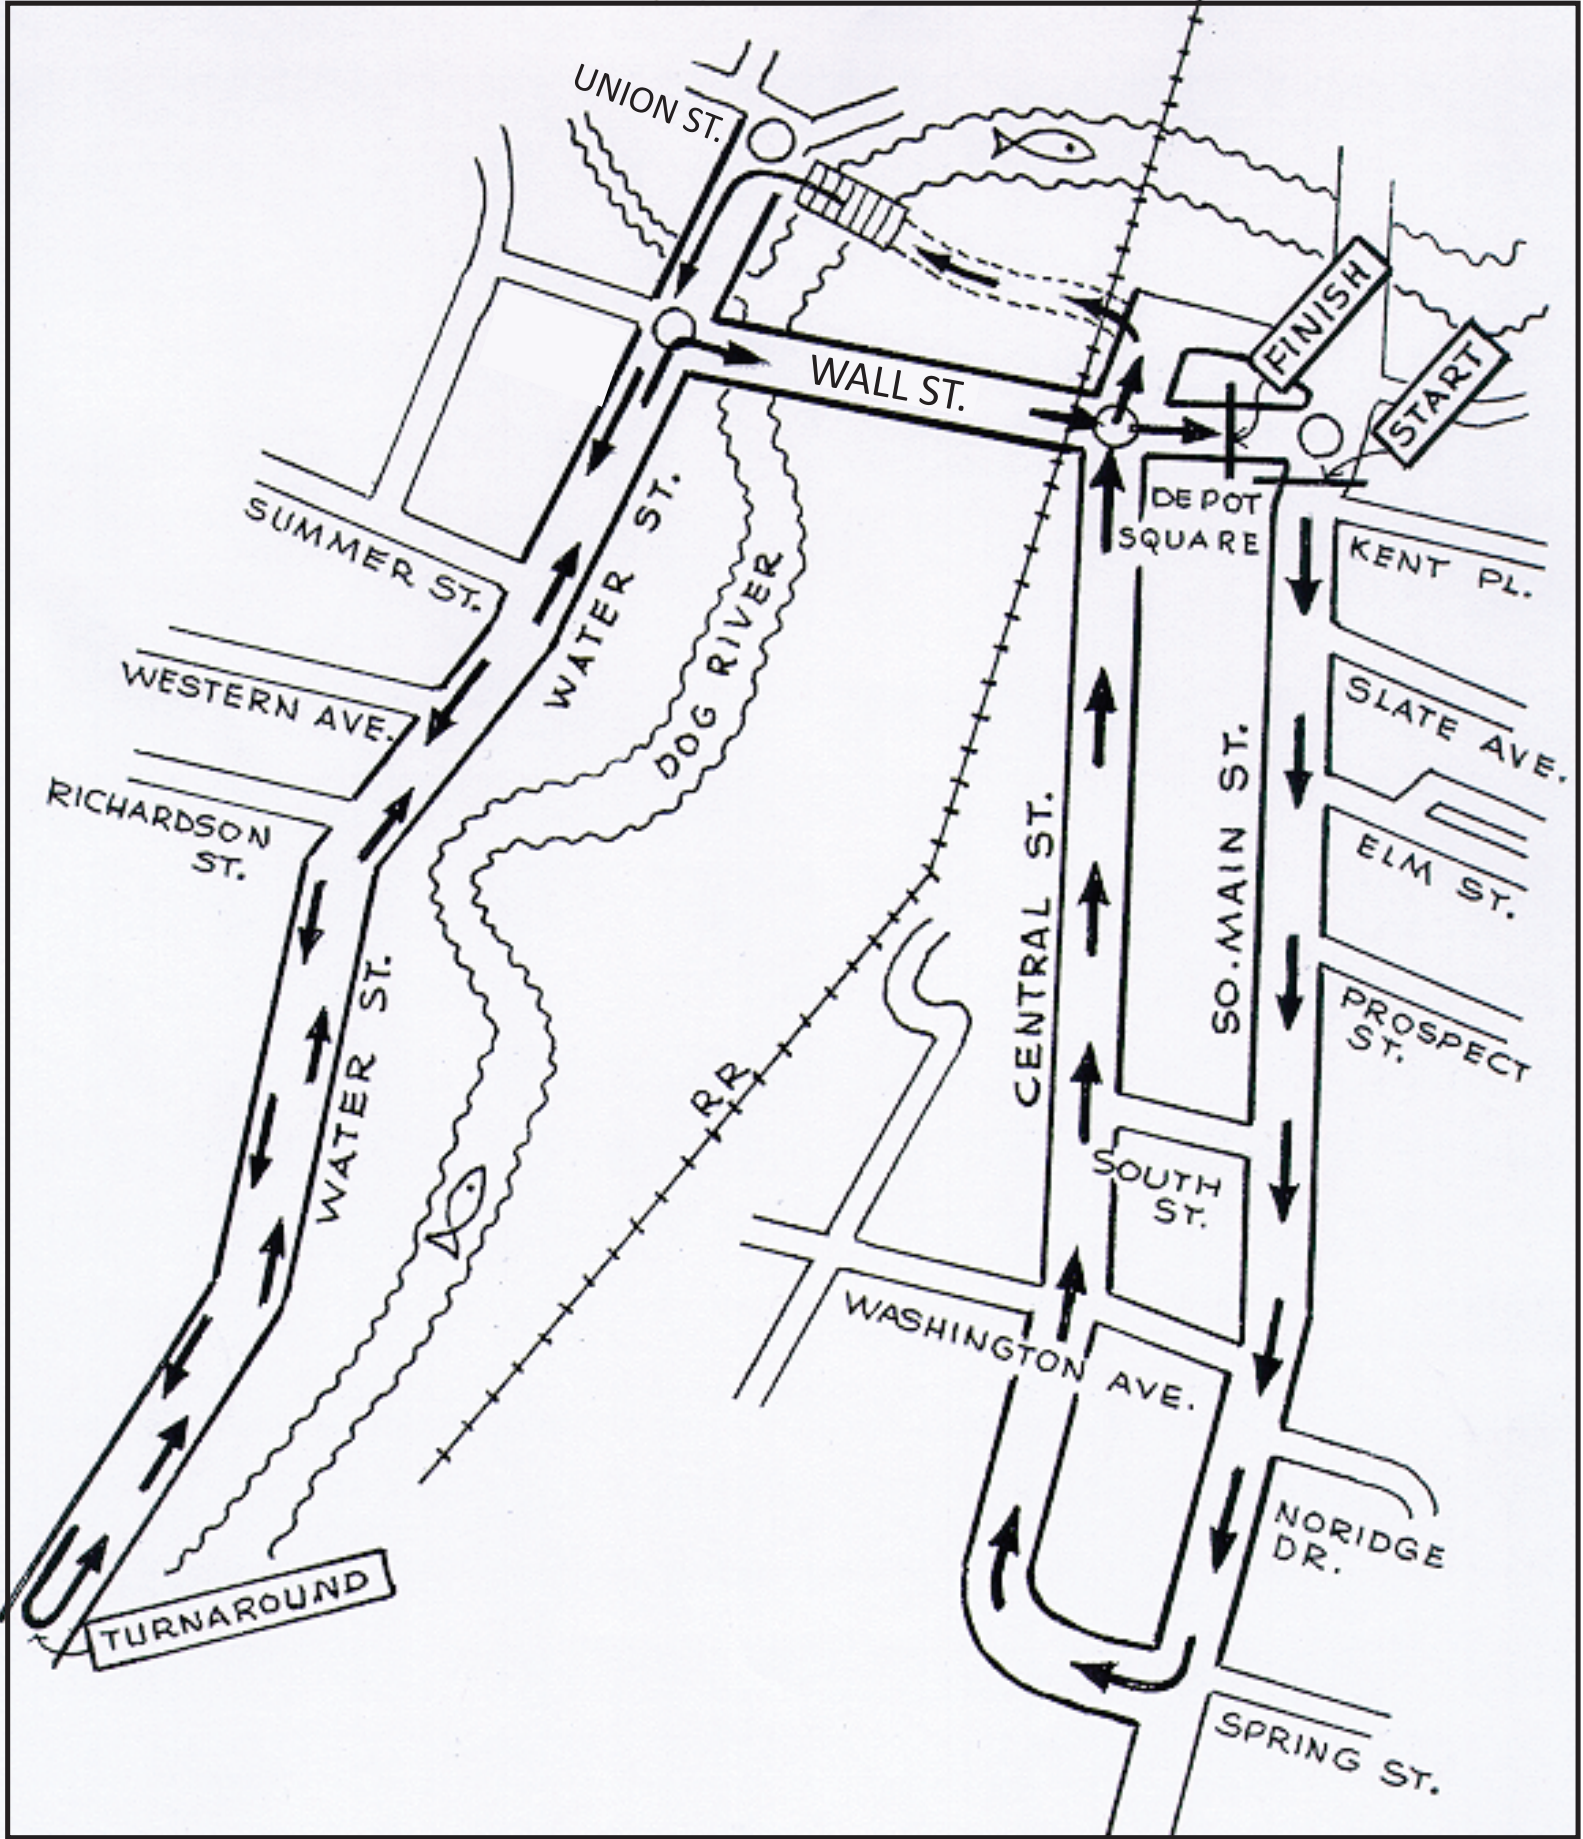 UNION ST.
FINISH
START
WALL ST.
DEPOT
SQUARE
KENT PL.
SUMMER ST.
WATER ST.
DOG RIVER
SLATE AVE.
WESTERN AVE.
RICHARDSON
ST.
ELM ST.
CENTRAL ST.
SO. MAIN ST.
PROSPECT
ST.
WATER ST.
RR
SOUTH
ST.
WASHINGTON AVE.
NORIDGE
DR.
TURNAROUND
SPRING ST.